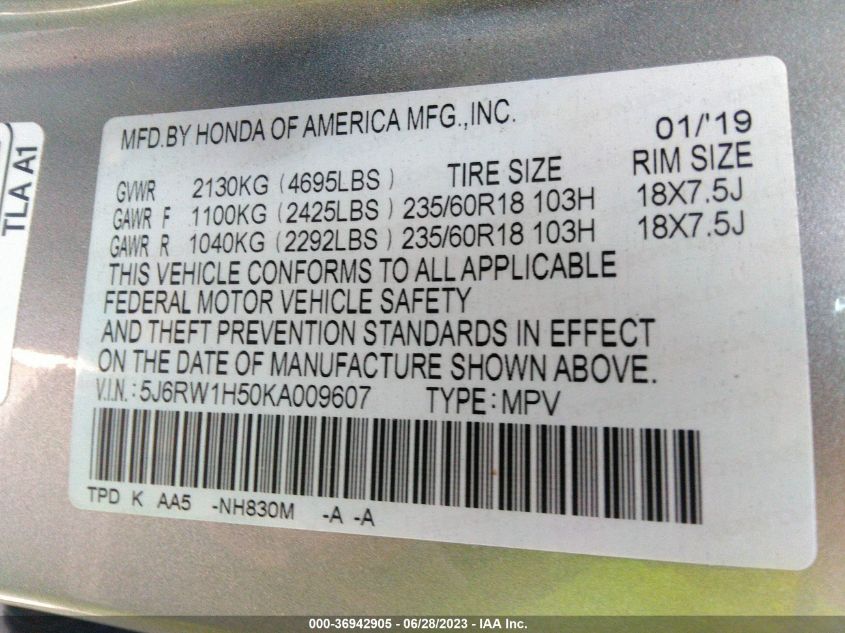 MFD.BY HONDA OF AMERICA MFG.,INC. 01/'19
TIRE SIZE RIM SIZE
GVWR 2130KG (4695LBS)
GAWR F 1100KG (2425LBS) 235/60R18 103H 18X7.5J
GAWR R 1040KG (2292LBS) 235/60R18 103H 18X7.5J
THIS VEHICLE CONFORMS TO ALL APPLICABLE
FEDERAL MOTOR VEHICLE SAFETY
AND THEFT PREVENTION STANDARDS IN EFFECT
ON THE DATE OF MANUFACTURE SHOWN ABOVE.
V.I.N.: 5J6RW1H50KA009607 TYPE: MPV
TPD K AA5 -NH830M -A -A
TLA A1
000-36942905 - 06/28/2023 - IAA Inc.